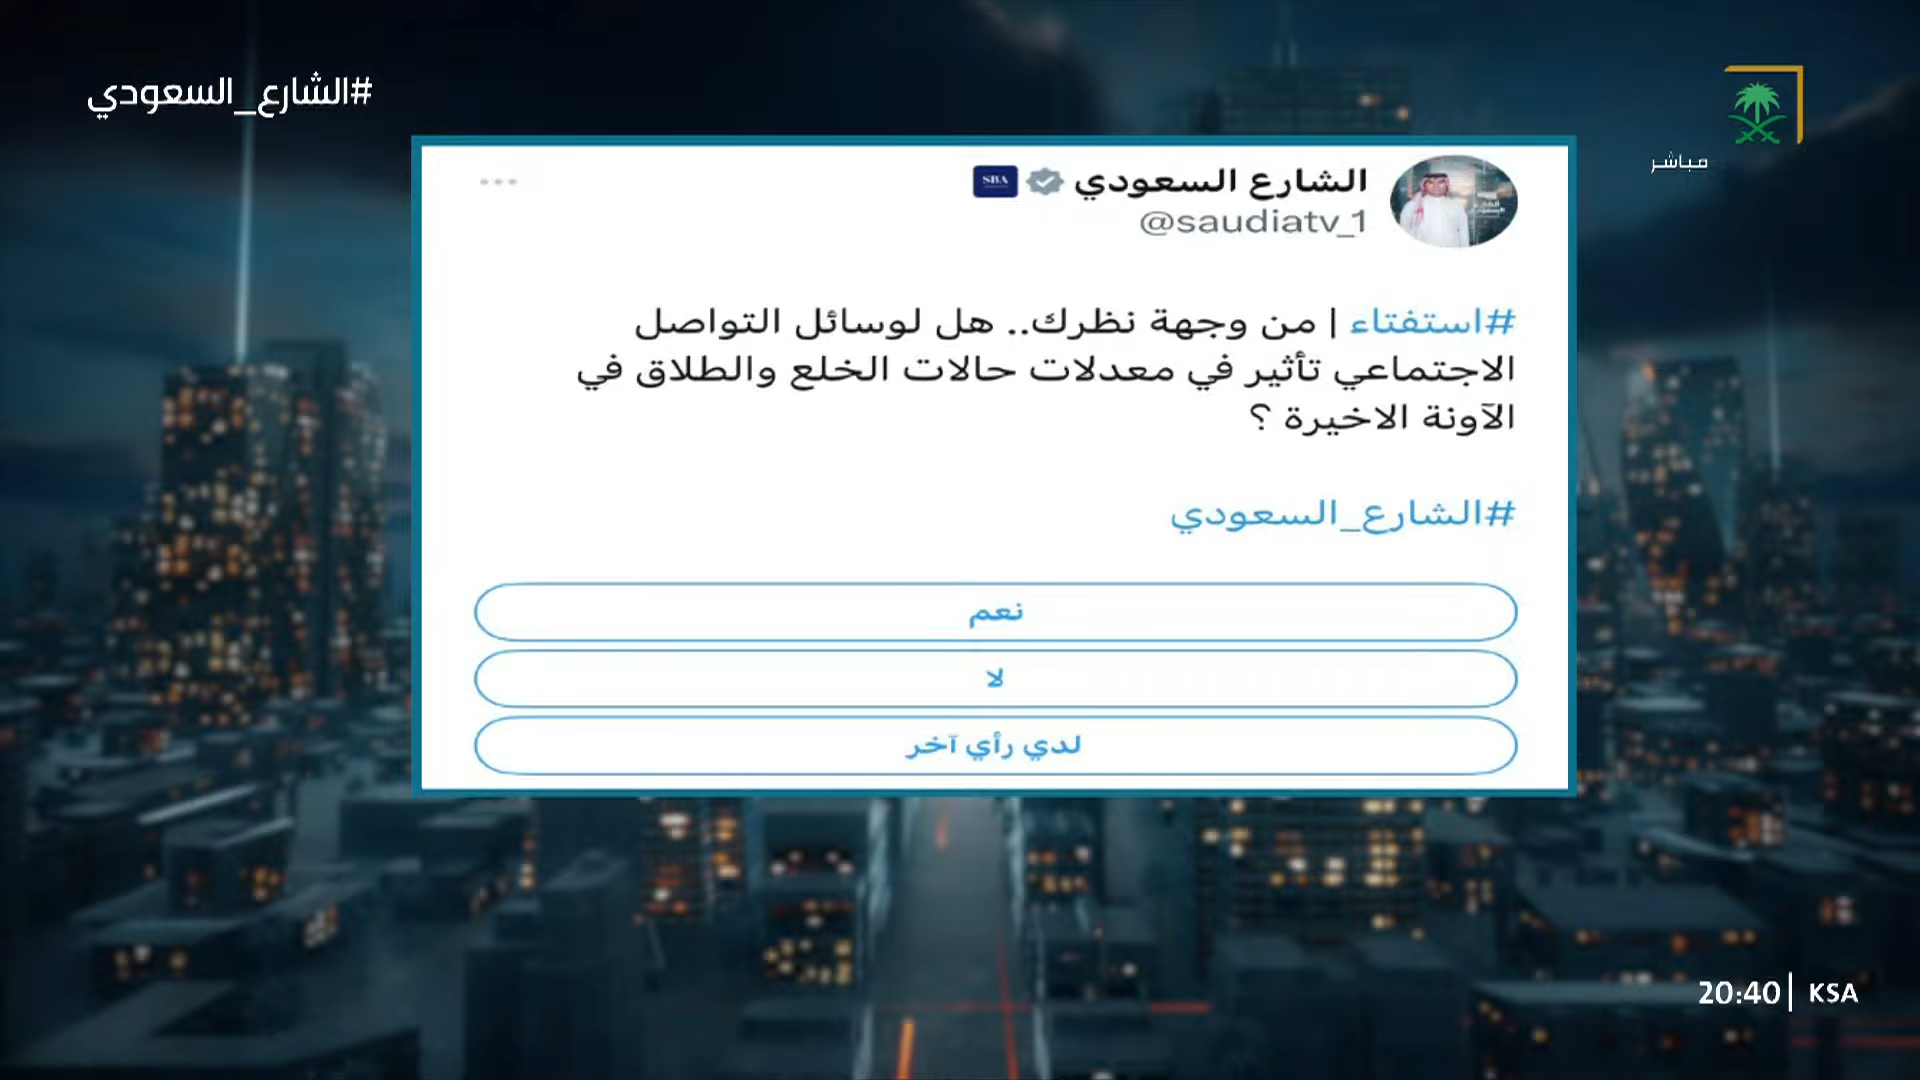 #الشارع_السعودي
مباشر
الشارع السعودي SBA
@saudiatv_1
#استفتاء | من وجهة نظرك.. هل لوسائل التواصل
الاجتماعي تأثير في معدلات حالات الخلع والطلاق في
الآونة الاخيرة ؟
#الشارع_السعودي
نعم
لا
لدي رأي آخر
20:40| KSA